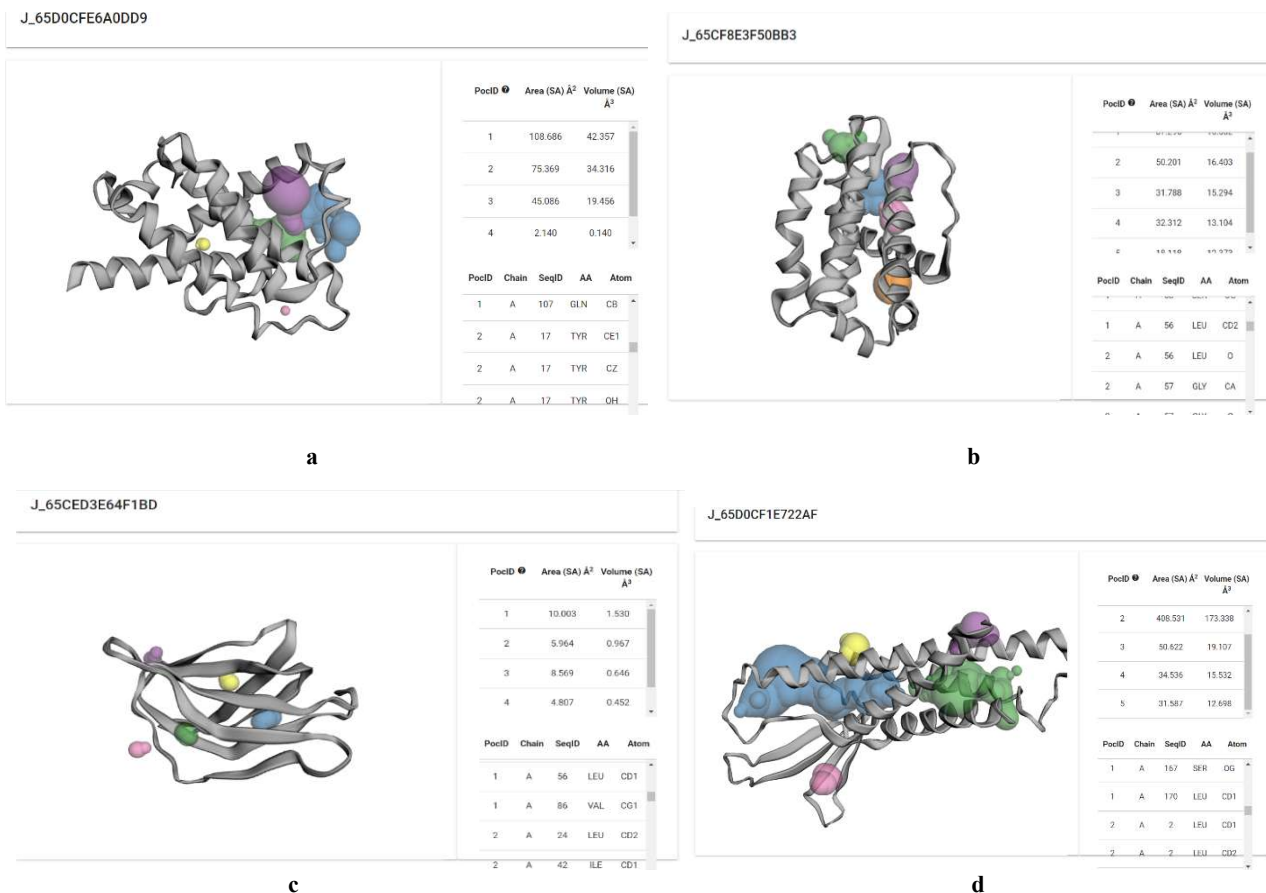 J_65D0CFE6A0DD9
PocID ? Area (SA) Å² Volume (SA) Å³
1 108.686 42.357
2 75.369 34.316
3 45.086 19.456
4 2.140 0.140
PocID Chain SeqID AA Atom
1 A 107 GLN CB
2 A 17 TYR CE1
2 A 17 TYR CZ
2 A 17 TYR OH
a
J_65CF8E3F50BB3
PocID ? Area (SA) Å² Volume (SA) Å³
2 50.201 16.403
3 31.788 15.294
4 32.312 13.104
5 18.118 12.373
PocID Chain SeqID AA Atom
1 A 56 LEU CD2
2 A 56 LEU O
2 A 57 GLY CA
b
J_65CED3E64F1BD
PocID ? Area (SA) Å² Volume (SA) Å³
1 10.003 1.530
2 5.964 0.967
3 8.569 0.646
4 4.807 0.452
PocID Chain SeqID AA Atom
1 A 56 LEU CD1
1 A 86 VAL CG1
2 A 24 LEU CD2
2 A 42 ILE CD1
c
J_65D0CF1E722AF
PocID ? Area (SA) Å² Volume (SA) Å³
2 408.531 173.338
3 50.622 19.107
4 34.536 15.532
5 31.587 12.698
PocID Chain SeqID AA Atom
1 A 167 SER OG
1 A 170 LEU CD1
2 A 2 LEU CD1
2 A 2 LEU CD2
d